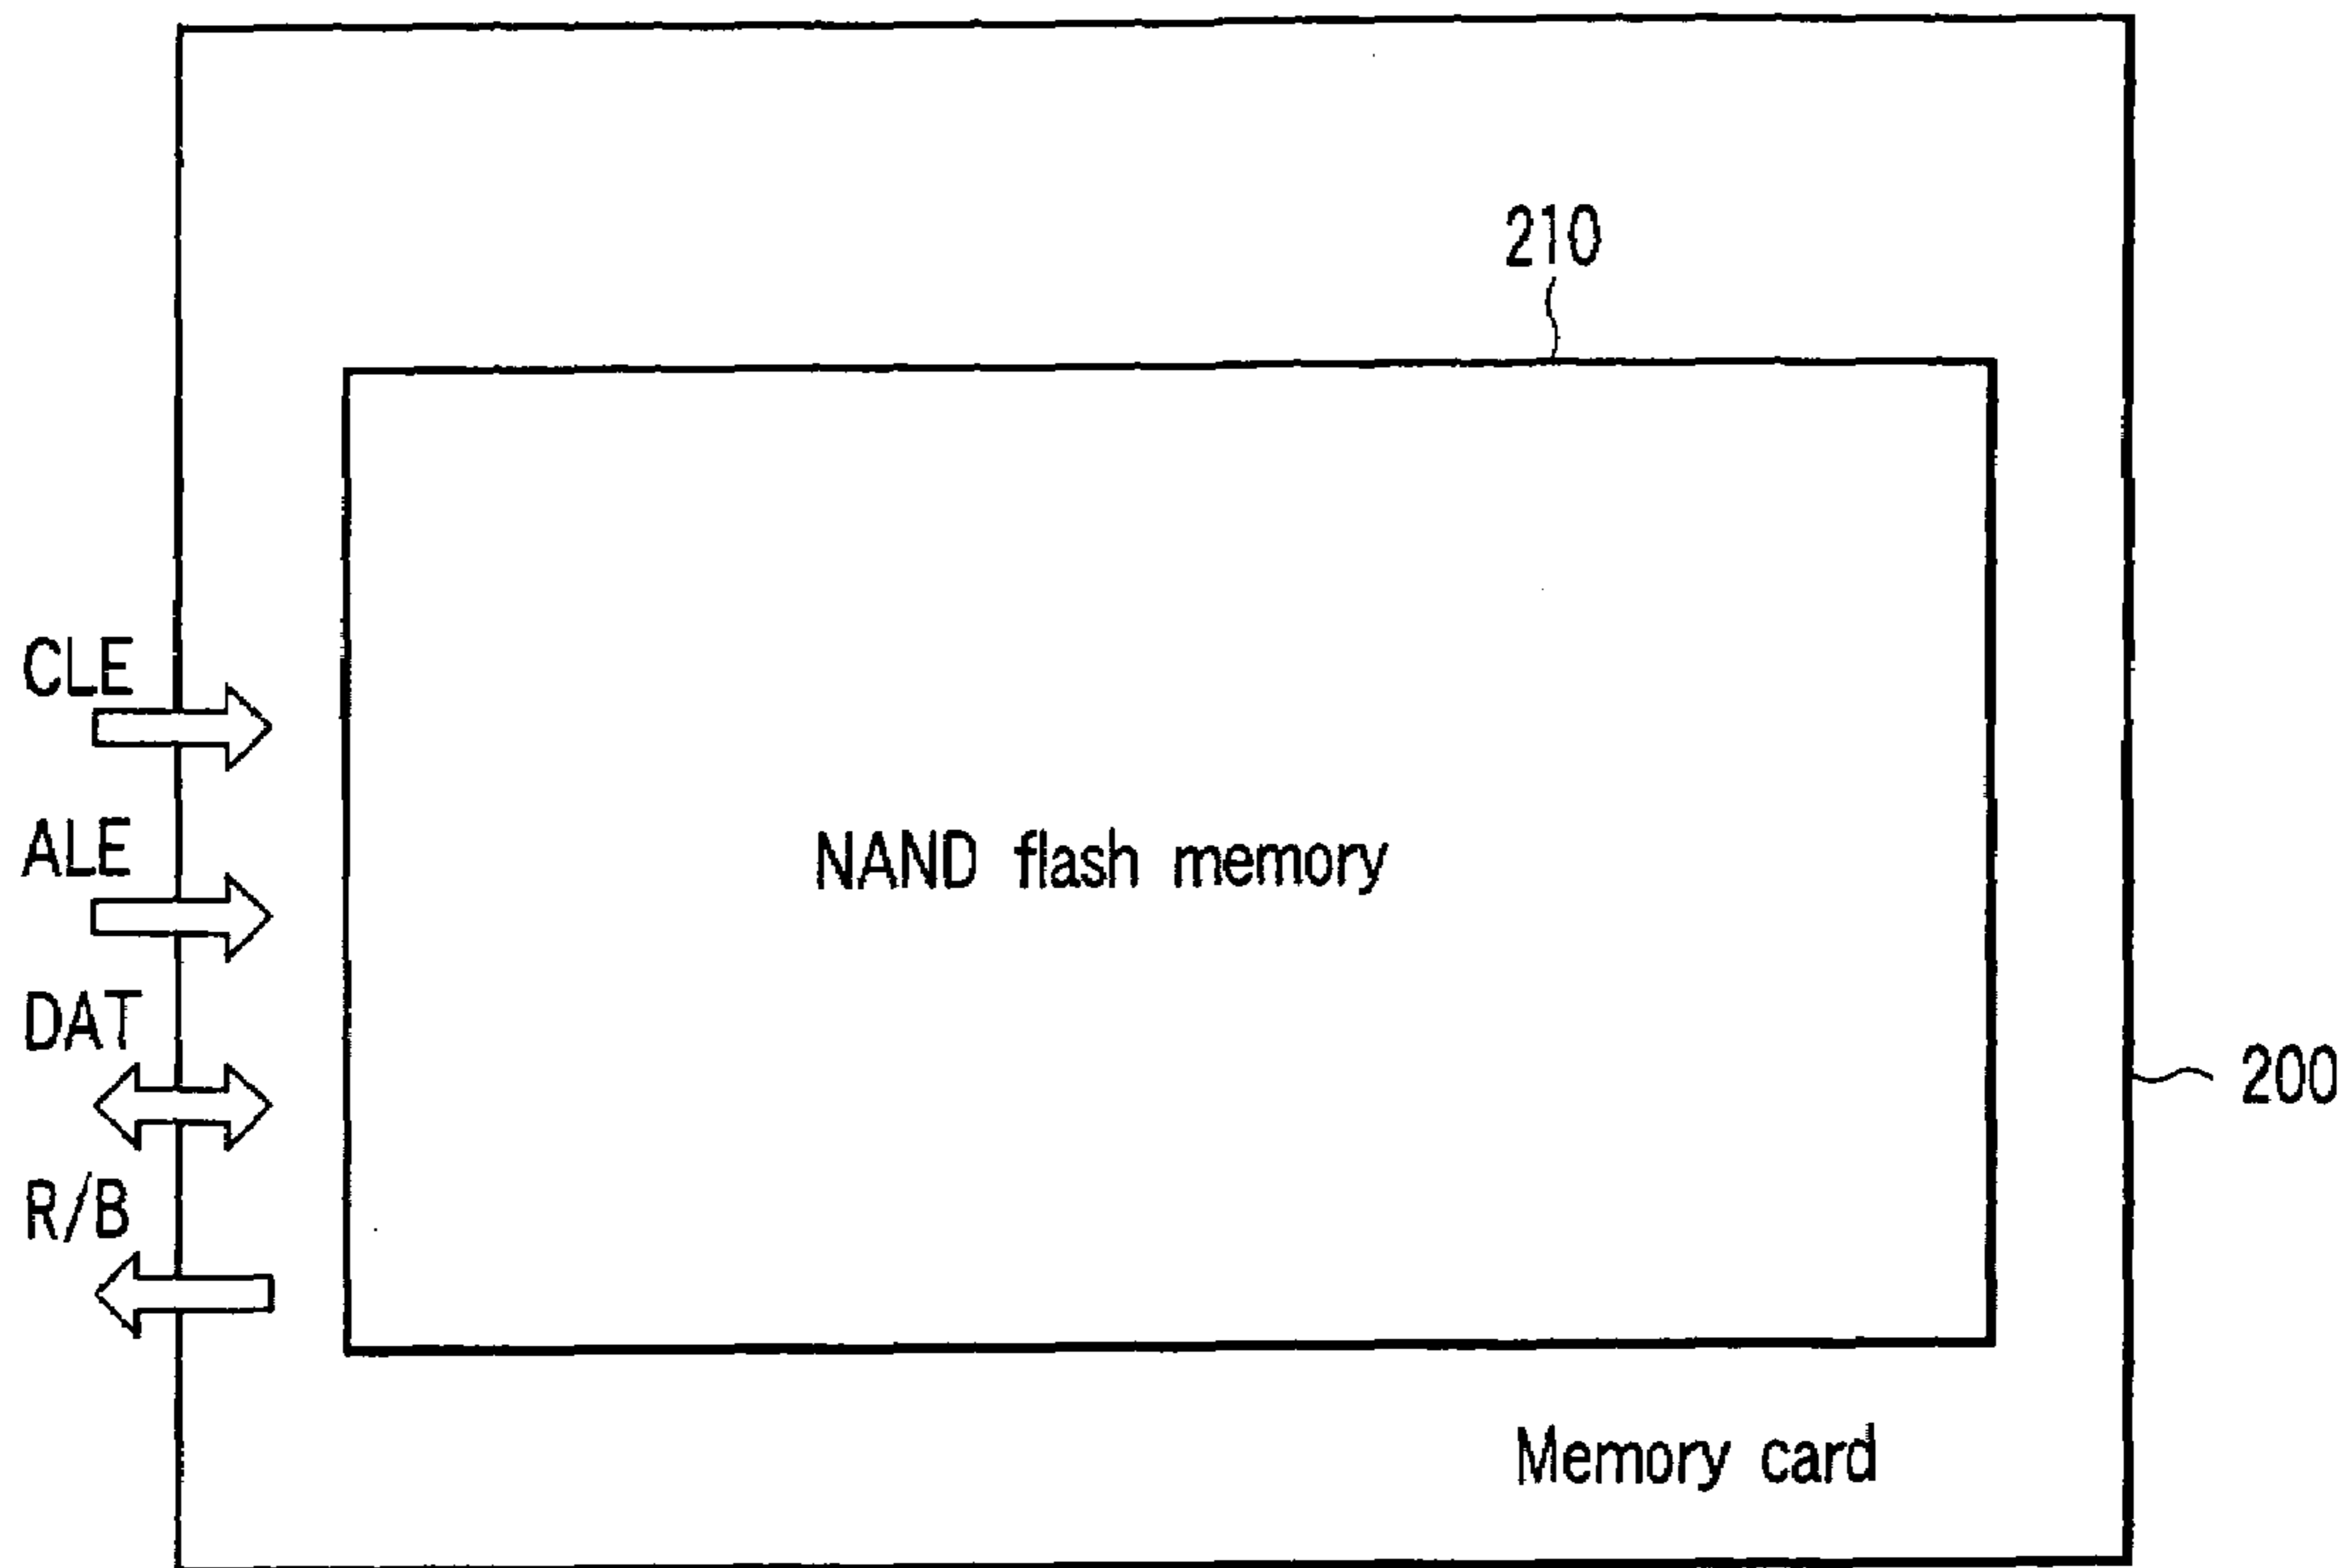 210
CLE
ALE
NAND flash memory
DAT
200
R/B
Memory card